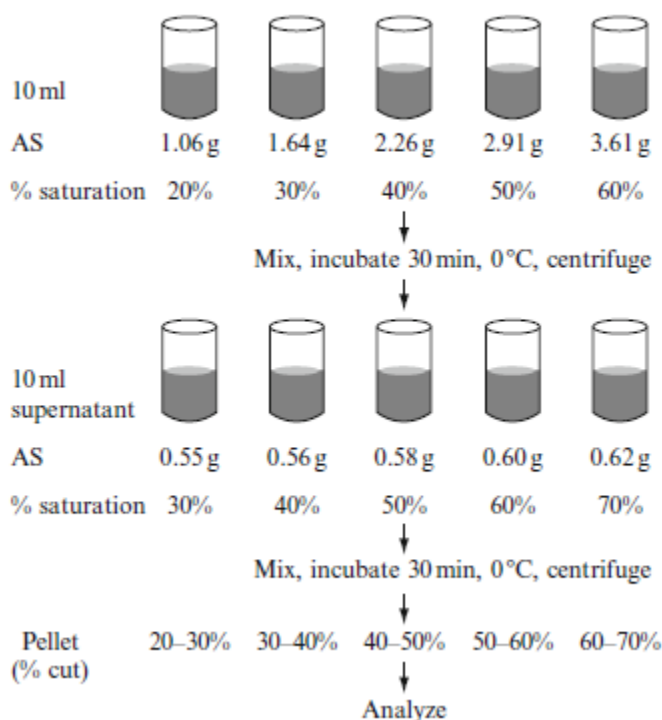 10 ml
AS 1.06 g 1.64 g 2.26 g 2.91 g 3.61 g
% saturation 20% 30% 40% 50% 60%
Mix, incubate 30 min, 0°C, centrifuge
10 ml
supernatant
AS 0.55 g 0.56 g 0.58 g 0.60 g 0.62 g
% saturation 30% 40% 50% 60% 70%
Mix, incubate 30 min, 0°C, centrifuge
Pellet 20–30% 30–40% 40–50% 50–60% 60–70%
(% cut)
Analyze